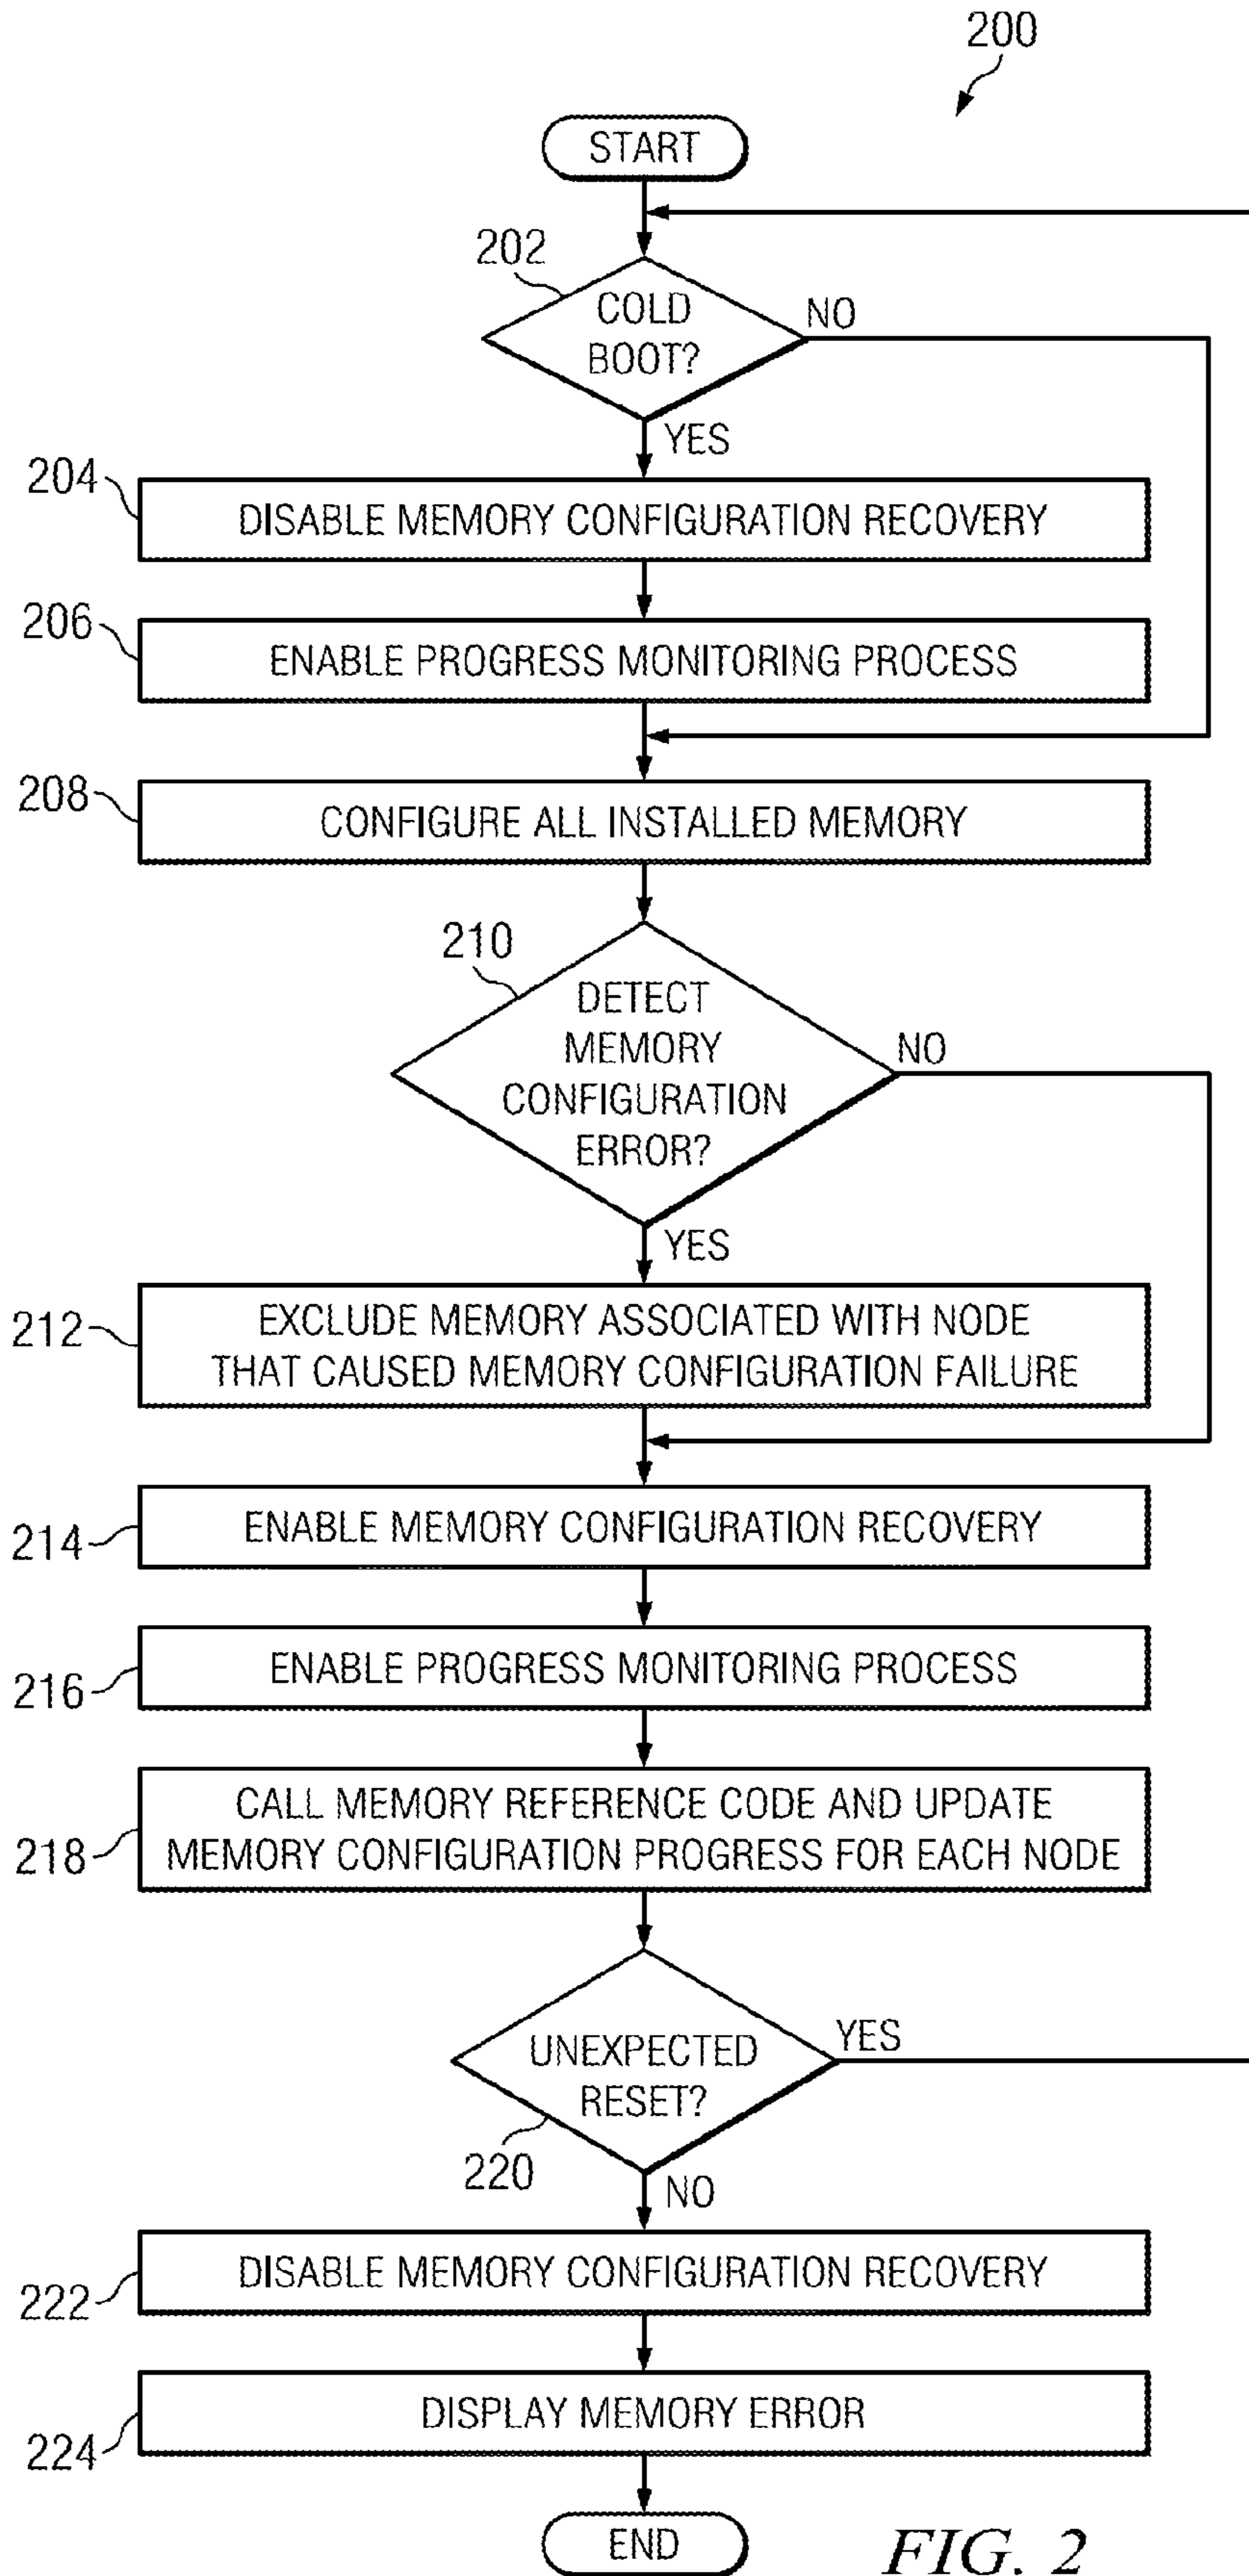 200
START
202
COLD
BOOT?
NO
YES
204
DISABLE MEMORY CONFIGURATION RECOVERY
206
ENABLE PROGRESS MONITORING PROCESS
208
CONFIGURE ALL INSTALLED MEMORY
210
DETECT
MEMORY
CONFIGURATION
ERROR?
NO
YES
212
EXCLUDE MEMORY ASSOCIATED WITH NODE
THAT CAUSED MEMORY CONFIGURATION FAILURE
214
ENABLE MEMORY CONFIGURATION RECOVERY
216
ENABLE PROGRESS MONITORING PROCESS
218
CALL MEMORY REFERENCE CODE AND UPDATE
MEMORY CONFIGURATION PROGRESS FOR EACH NODE
UNEXPECTED
RESET?
YES
220
NO
222
DISABLE MEMORY CONFIGURATION RECOVERY
224
DISPLAY MEMORY ERROR
END
FIG. 2